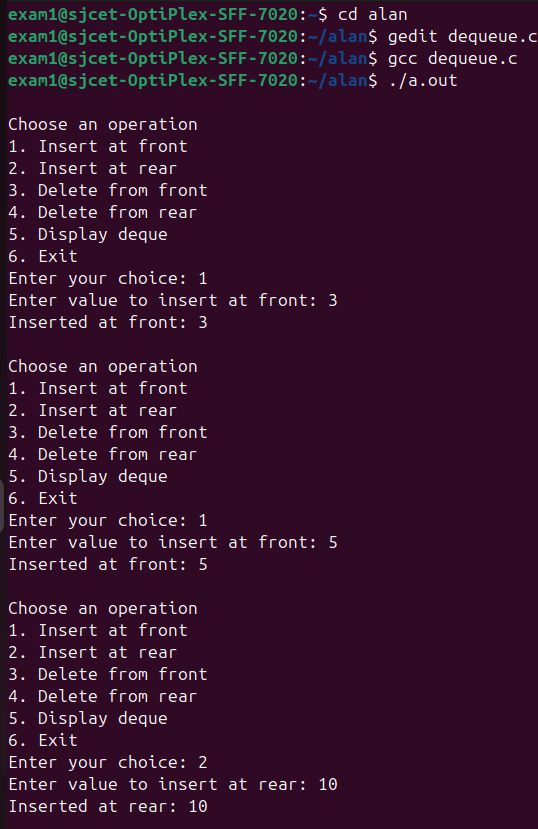 exam1@sjcet-OptiPlex-SFF-7020:~$ cd alan
exam1@sjcet-OptiPlex-SFF-7020:~/alan$ gedit dequeue.c
exam1@sjcet-OptiPlex-SFF-7020:~/alan$ gcc dequeue.c
exam1@sjcet-OptiPlex-SFF-7020:~/alan$ ./a.out

Choose an operation
1. Insert at front
2. Insert at rear
3. Delete from front
4. Delete from rear
5. Display deque
6. Exit
Enter your choice: 1
Enter value to insert at front: 3
Inserted at front: 3

Choose an operation
1. Insert at front
2. Insert at rear
3. Delete from front
4. Delete from rear
5. Display deque
6. Exit
Enter your choice: 1
Enter value to insert at front: 5
Inserted at front: 5

Choose an operation
1. Insert at front
2. Insert at rear
3. Delete from front
4. Delete from rear
5. Display deque
6. Exit
Enter your choice: 2
Enter value to insert at rear: 10
Inserted at rear: 10